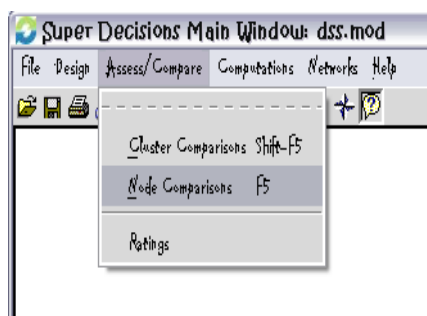 Super Decisions Main Window: dss.mod
File Design Assess/Compare Computations Networks Help
Cluster Comparisons Shift-F5
Node Comparisons F5
Ratings